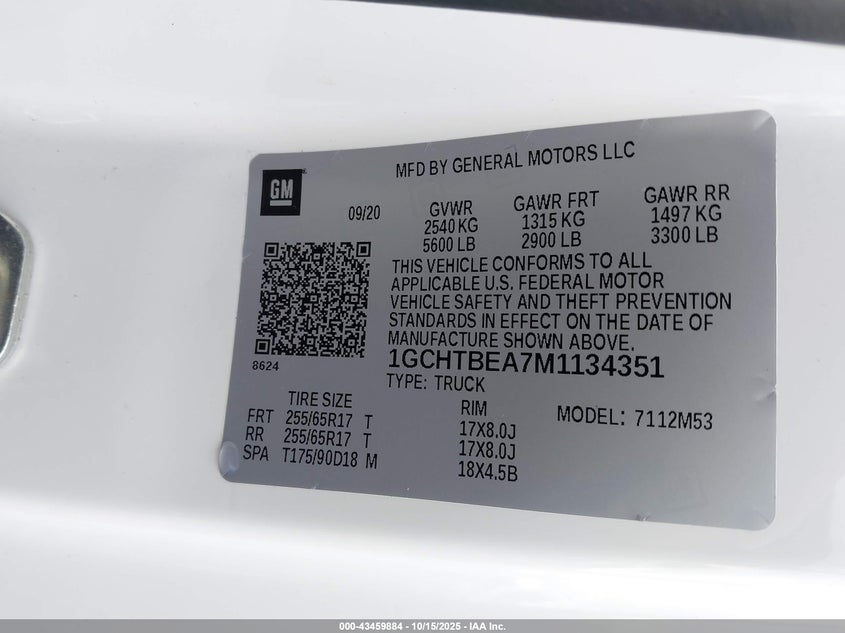 MFD BY GENERAL MOTORS LLC
GM
09/20
GVWR GAWR FRT GAWR RR
2540 KG 1315 KG 1497 KG
5600 LB 2900 LB 3300 LB
THIS VEHICLE CONFORMS TO ALL
APPLICABLE U.S. FEDERAL MOTOR
VEHICLE SAFETY AND THEFT PREVENTION
STANDARDS IN EFFECT ON THE DATE OF
MANUFACTURE SHOWN ABOVE.
8624
1GCHTBEA7M1134351
TYPE: TRUCK
TIRE SIZE RIM MODEL: 7112M53
FRT 255/65R17 T 17X8.0J
RR 255/65R17 T 17X8.0J
SPA T175/90D18 M 18X4.5B
000-43459884 - 10/15/2025 - IAA Inc.